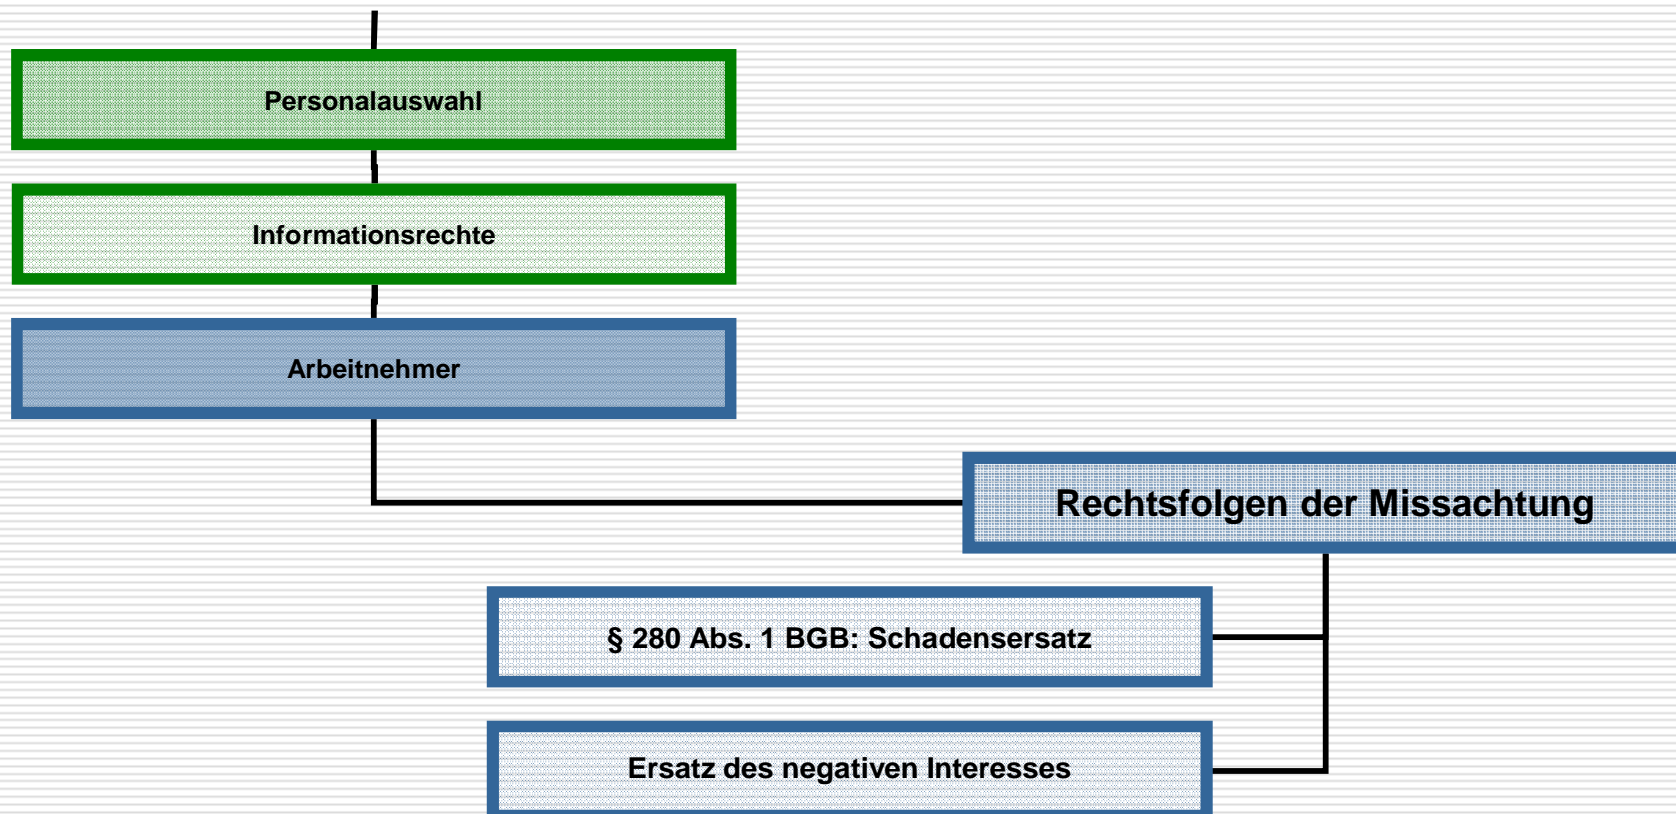 Personalauswahl
Informationsrechte
Arbeitnehmer
Rechtsfolgen der Missachtung
§ 280 Abs. 1 BGB: Schadensersatz
Ersatz des negativen Interesses